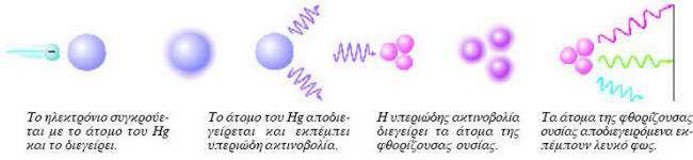 Το ηλεκτρόνιο συγκρούε-
ται με το άτομο του Hg
και το διεγείρει.
Το άτομο του Hg αποδιε-
γείρεται και εκπέμπει
υπεριώδη ακτινοβολία.
Η υπεριώδης ακτινοβολία
διεγείρει τα άτομα της
φθορίζουσας ουσίας.
Τα άτομα της φθορίζουσας
ουσίας αποδιεγειρόμενα εκ-
πέμπουν λευκό φως.